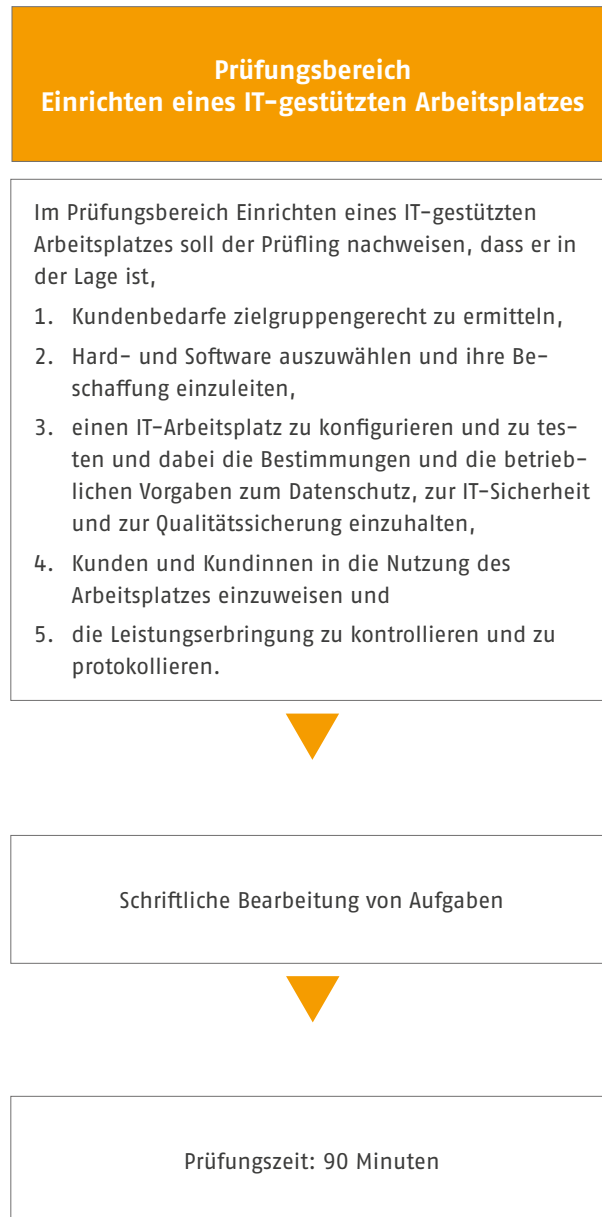 Prüfungsbereich
Einrichten eines IT-gestützten Arbeitsplatzes
Im Prüfungsbereich Einrichten eines IT-gestützten
Arbeitsplatzes soll der Prüfling nachweisen, dass er in
der Lage ist,
1. Kundenbedarfe zielgruppengerecht zu ermitteln,
2. Hard- und Software auszuwählen und ihre Be-
schaffung einzuleiten,
3. einen IT-Arbeitsplatz zu konfigurieren und zu tes-
ten und dabei die Bestimmungen und die betrieb-
lichen Vorgaben zum Datenschutz, zur IT-Sicherheit
und zur Qualitätssicherung einzuhalten,
4. Kunden und Kundinnen in die Nutzung des
Arbeitsplatzes einzuweisen und
5. die Leistungserbringung zu kontrollieren und zu
protokollieren.
Schriftliche Bearbeitung von Aufgaben
Prüfungszeit: 90 Minuten